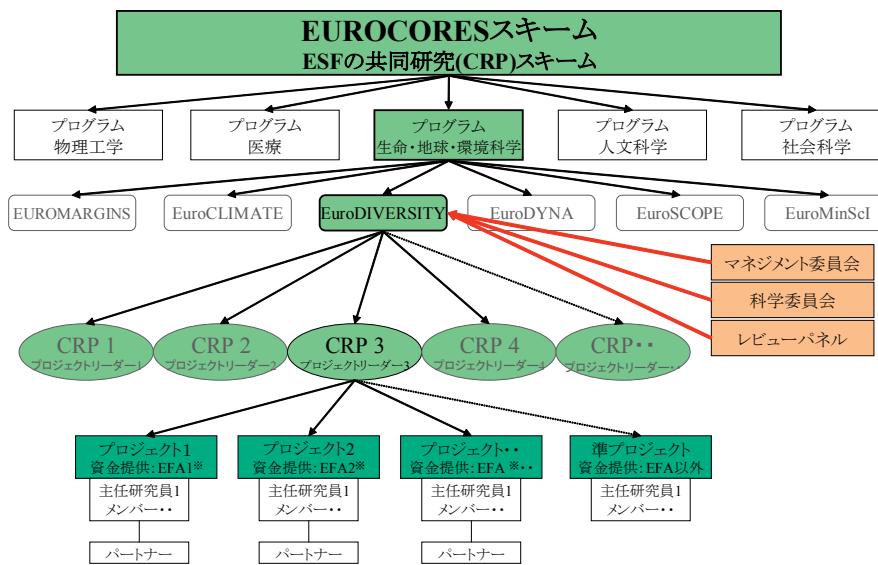 EUROCORESスキーム
ESFの共同研究(CRP)スキーム
プログラム
物理工学
プログラム
医療
プログラム
生命・地球・環境科学
プログラム
人文科学
プログラム
社会科学
EUROMARGINS
EuroCLIMATE
EuroDIVERSITY
EuroDYNA
EuroSCOPE
EuroMinScI
マネジメント委員会
科学委員会
レビューパネル
CRP 1
プロジェクトリーダー1
CRP 2
プロジェクトリーダー2
CRP 3
プロジェクトリーダー3
CRP 4
プロジェクトリーダー4
CRP・・
プロジェクトリーダー・・
プロジェクト1
資金提供:EFA1※
プロジェクト2
資金提供:EFA2※
プロジェクト・・
資金提供:EFA ※・・
準プロジェクト
資金提供:EFA以外
主任研究員1
メンバー・・
主任研究員1
メンバー・・
主任研究員1
メンバー・・
主任研究員1
メンバー・・
パートナー
パートナー
パートナー